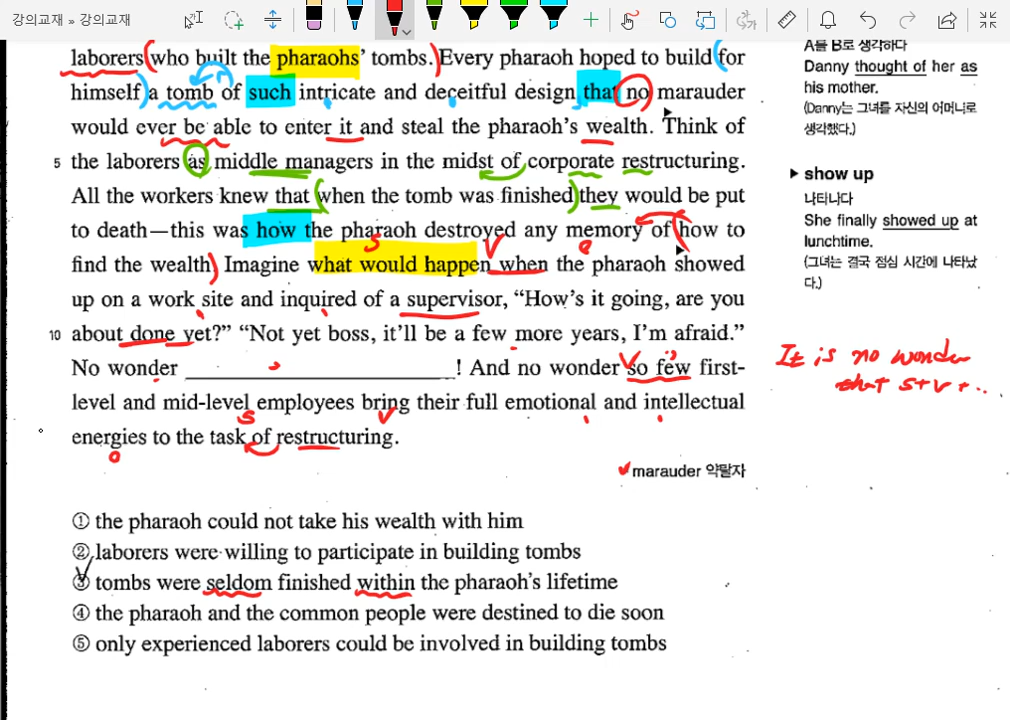 강의교재 » 강의교재
laborers (who built the pharaohs' tombs.) Every pharaoh hoped to build (for
himself) a tomb of such intricate and deceitful design that no marauder
would ever be able to enter it and steal the pharaoh's wealth. Think of
5 the laborers as middle managers in the midst of corporate restructuring.
All the workers knew that (when the tomb was finished) they would be put
to death—this was how the pharaoh destroyed any memory of (how to
find the wealth) Imagine what would happen when the pharaoh showed
up on a work site and inquired of a supervisor, “How's it going, are you
10 about done yet?” “Not yet boss, it'll be a few more years, I'm afraid.”
No wonder ______________________! And no wonder so few first-
level and mid-level employees bring their full emotional and intellectual
energies to the task of restructuring.
marauder 약탈자
① the pharaoh could not take his wealth with him
② laborers were willing to participate in building tombs
③ tombs were seldom finished within the pharaoh's lifetime
④ the pharaoh and the common people were destined to die soon
⑤ only experienced laborers could be involved in building tombs
A를 B로 생각하다
Danny thought of her as
his mother.
(Danny는 그녀를 자신의 어머니로
생각했다.)
▶ show up
나타나다
She finally showed up at
lunchtime.
(그녀는 결국 점심 시간에 나타났
다.)
It is no wonder
that S+V+...